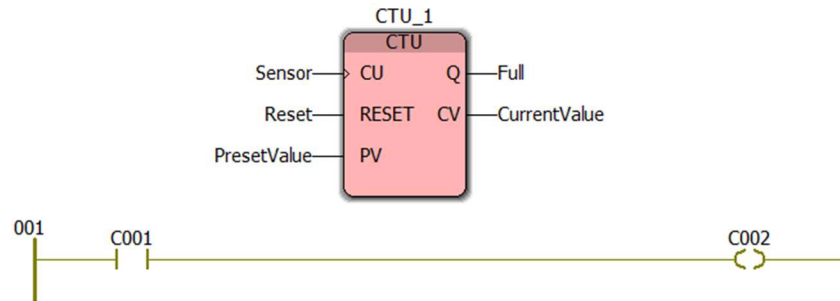 CTU_1
CTU
Sensor CU Q Full
Reset RESET CV CurrentValue
PresetValue PV
001
C001 C002